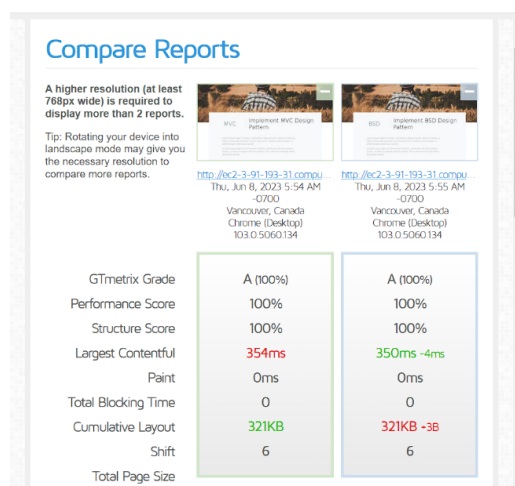 Compare Reports
A higher resolution (at least
768px wide) is required to
display more than 2 reports.
Tip: Rotating your device into
landscape mode may give you
the necessary resolution to
compare more reports.
MVC Implement MVC Design
Pattern
http://ec2-3-91-193-31.compu...
Thu, Jun 8, 2023 5:54 AM
-0700
Vancouver, Canada
Chrome (Desktop)
103.0.5060.134
BSD Implement BSD Design
Pattern
http://ec2-3-91-193-31.compu...
Thu, Jun 8, 2023 5:55 AM
-0700
Vancouver, Canada
Chrome (Desktop)
103.0.5060.134
GTmetrix Grade A (100%) A (100%)
Performance Score 100% 100%
Structure Score 100% 100%
Largest Contentful 354ms 350ms -4ms
Paint 0ms 0ms
Total Blocking Time 0 0
Cumulative Layout 321KB 321KB +3B
Shift 6 6
Total Page Size